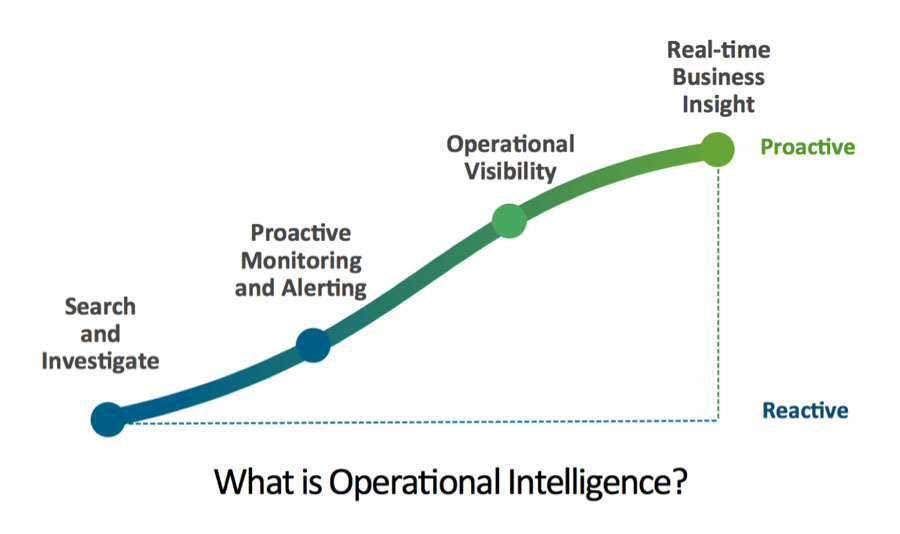 Real-time
Business
Insight
Proactive
Operational
Visibility
Proactive
Monitoring
and Alerting
Search
and
Investigate
Reactive
What is Operational Intelligence?